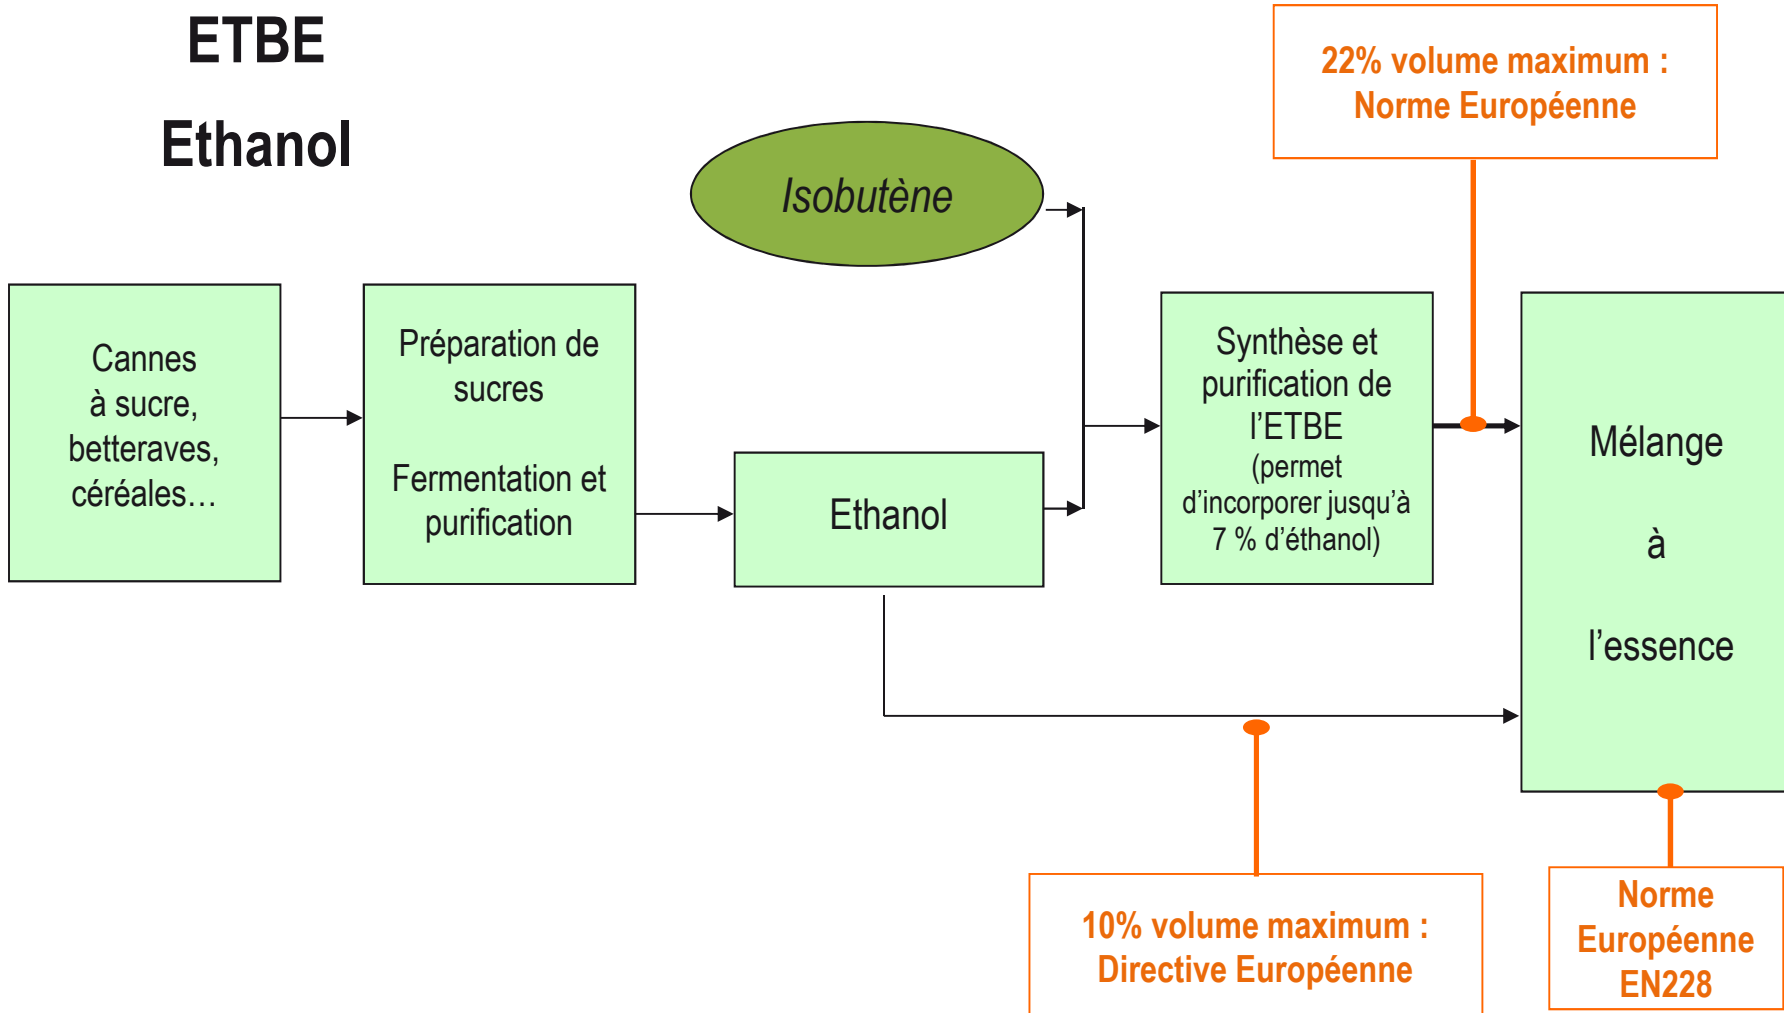 ETBE
Ethanol
22% volume maximum :
Norme Européenne
Isobutène
Cannes
à sucre,
betteraves,
céréales…
Préparation de
sucres
Fermentation et
purification
Ethanol
Synthèse et
purification de
l’ETBE
(permet
d’incorporer jusqu’à
7 % d’éthanol)
Mélange
à
l’essence
10% volume maximum :
Directive Européenne
Norme
Européenne
EN228